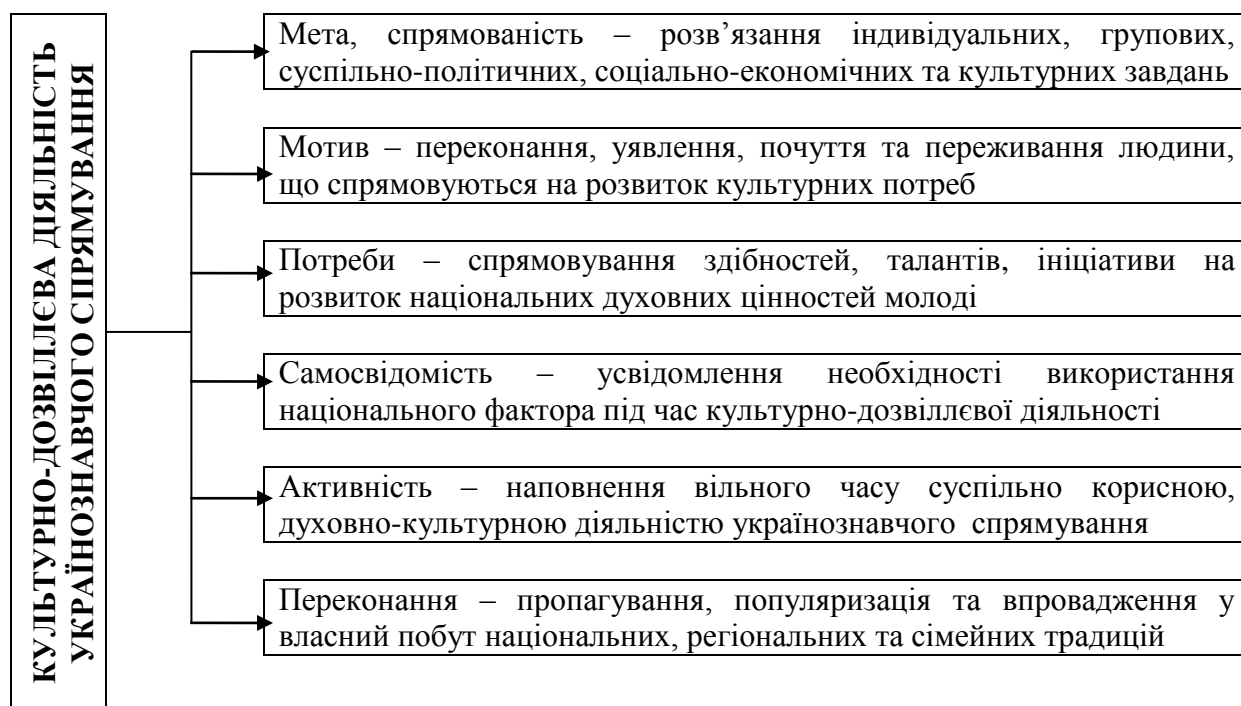 КУЛЬТУРНО-ДОЗВІЛЛЄВА ДІЯЛЬНІСТЬ
УКРАЇНОЗНАВЧОГО СПРЯМУВАННЯ
Мета, спрямованість – розв’язання індивідуальних, групових,
суспільно-політичних, соціально-економічних та культурних завдань
Мотив – переконання, уявлення, почуття та переживання людини,
що спрямовуються на розвиток культурних потреб
Потреби – спрямовування здібностей, талантів, ініціативи на
розвиток національних духовних цінностей молоді
Самосвідомість – усвідомлення необхідності використання
національного фактора під час культурно-дозвіллєвої діяльності
Активність – наповнення вільного часу суспільно корисною,
духовно-культурною діяльністю українознавчого спрямування
Переконання – пропагування, популяризація та впровадження у
власний побут національних, регіональних та сімейних традицій